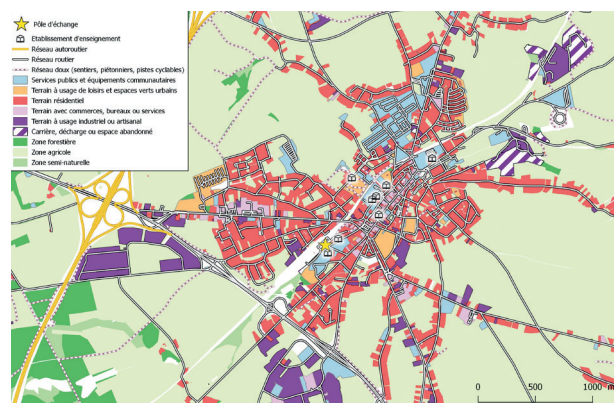 Pôle d'échange
Etablissement d'enseignement
Réseau autoroutier
Réseau routier
Réseau doux (sentiers, piétonniers, pistes cyclables)
Services publics et équipements communautaires
Terrain à usage de loisirs et espaces verts urbains
Terrain résidentiel
Terrain avec commerces, bureaux ou services
Terrain à usage industriel ou artisanal
Carrière, décharge ou espace abandonné
Zone forestière
Zone agricole
Zone semi-naturelle
0 500 1000 m